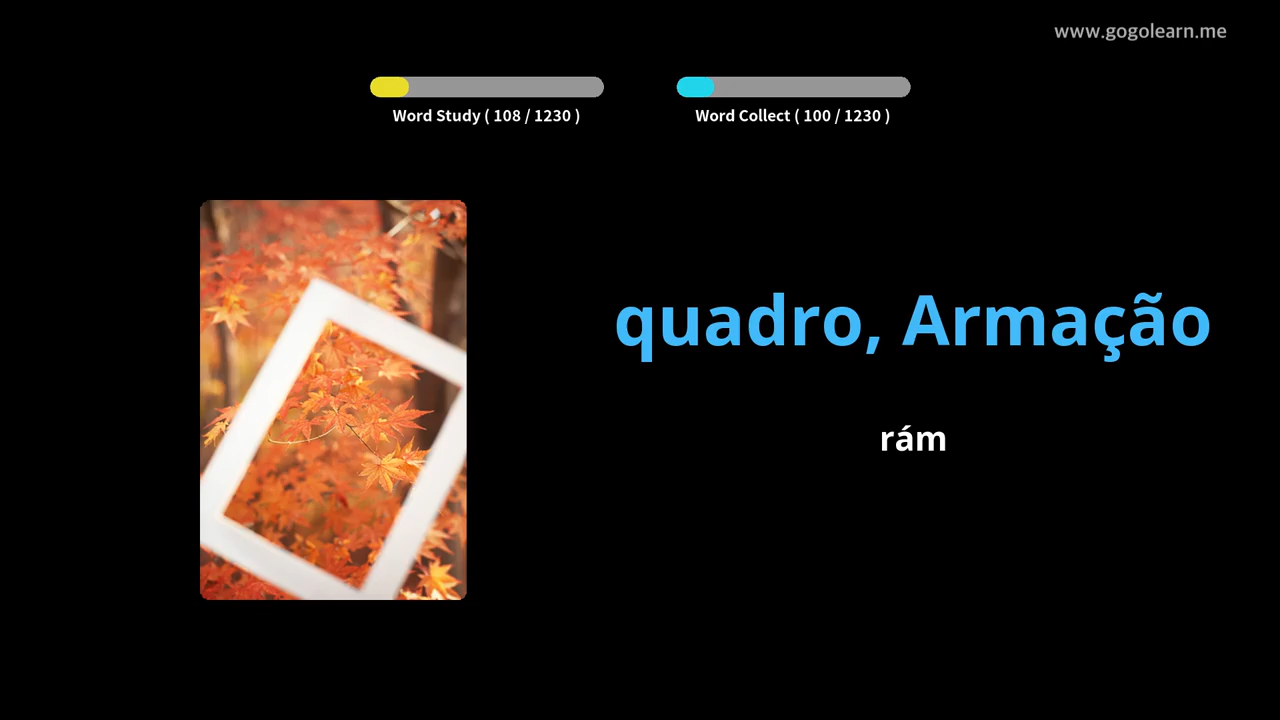 www.gogolearn.me
Word Study ( 108 / 1230 )
Word Collect ( 100 / 1230 )
quadro, Armação
rám